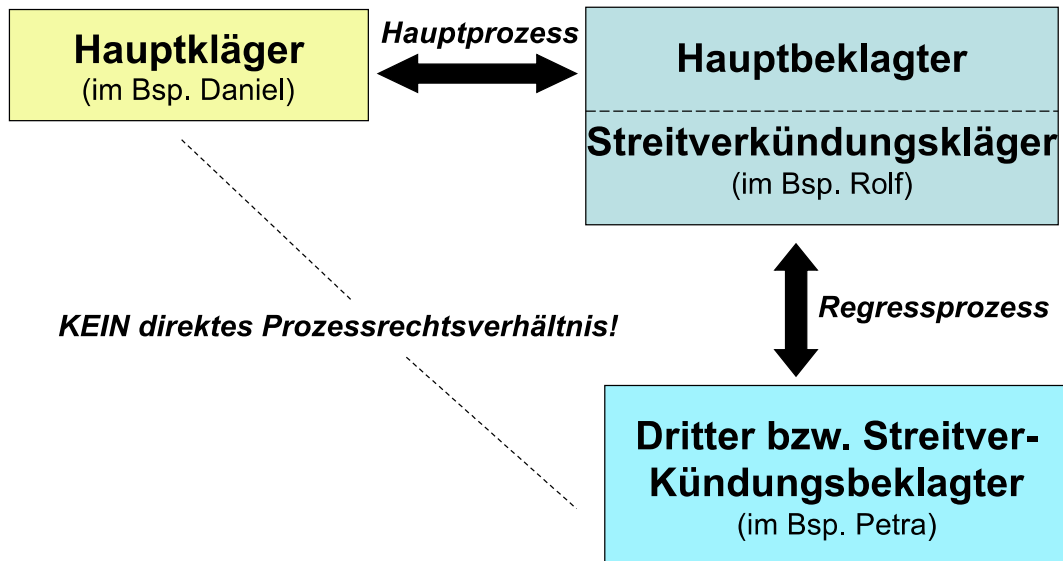 Hauptkläger
(im Bsp. Daniel)
Hauptprozess
Hauptbeklagter
Streitverkündungskläger
(im Bsp. Rolf)
KEIN direktes Prozessrechtsverhältnis!
Regressprozess
Dritter bzw. Streitver-
Kündungsbeklagter
(im Bsp. Petra)